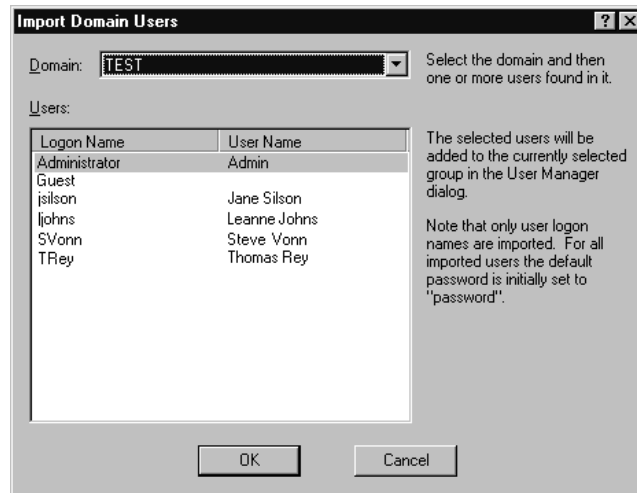 Import Domain Users
Domain: TEST
Select the domain and then
one or more users found in it.
Users:
Logon Name User Name
Administrator Admin
Guest
jsilson Jane Silson
ljohns Leanne Johns
SVonn Steve Vonn
TRey Thomas Rey
The selected users will be
added to the currently selected
group in the User Manager
dialog.
Note that only user logon
names are imported. For all
imported users the default
password is initially set to
"password".
OK Cancel